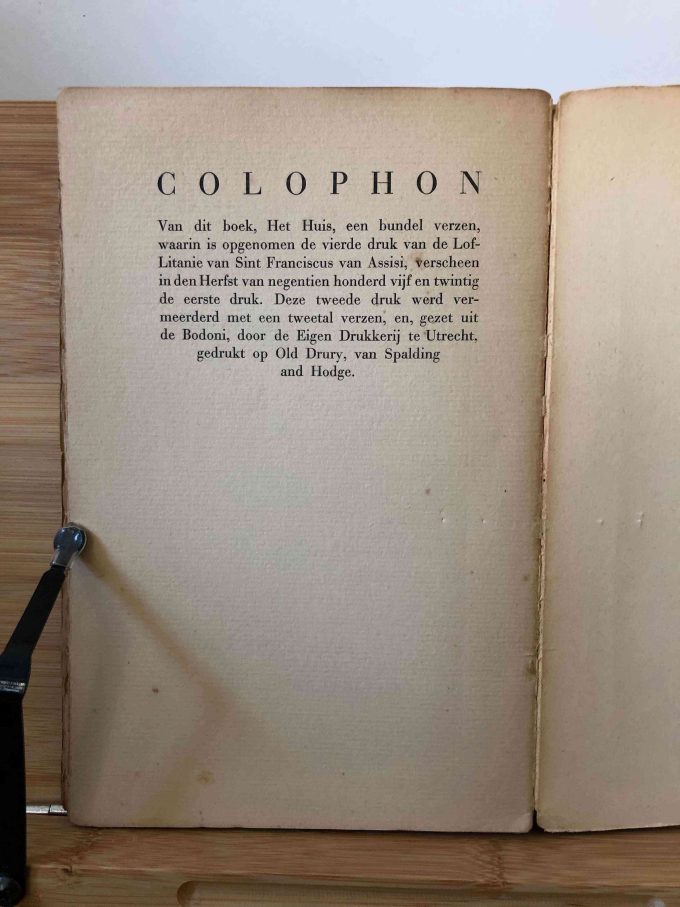 COLOPHON
Van dit boek, Het Huis, een bundel verzen,
waarin is opgenomen de vierde druk van de Lof-
Litanie van Sint Franciscus van Assisi, verscheen
in den Herfst van negentien honderd vijf en twintig
de eerste druk. Deze tweede druk werd ver-
meerderd met een tweetal verzen, en, gezet uit
de Bodoni, door de Eigen Drukkerij te Utrecht,
gedrukt op Old Drury, van Spalding
and Hodge.